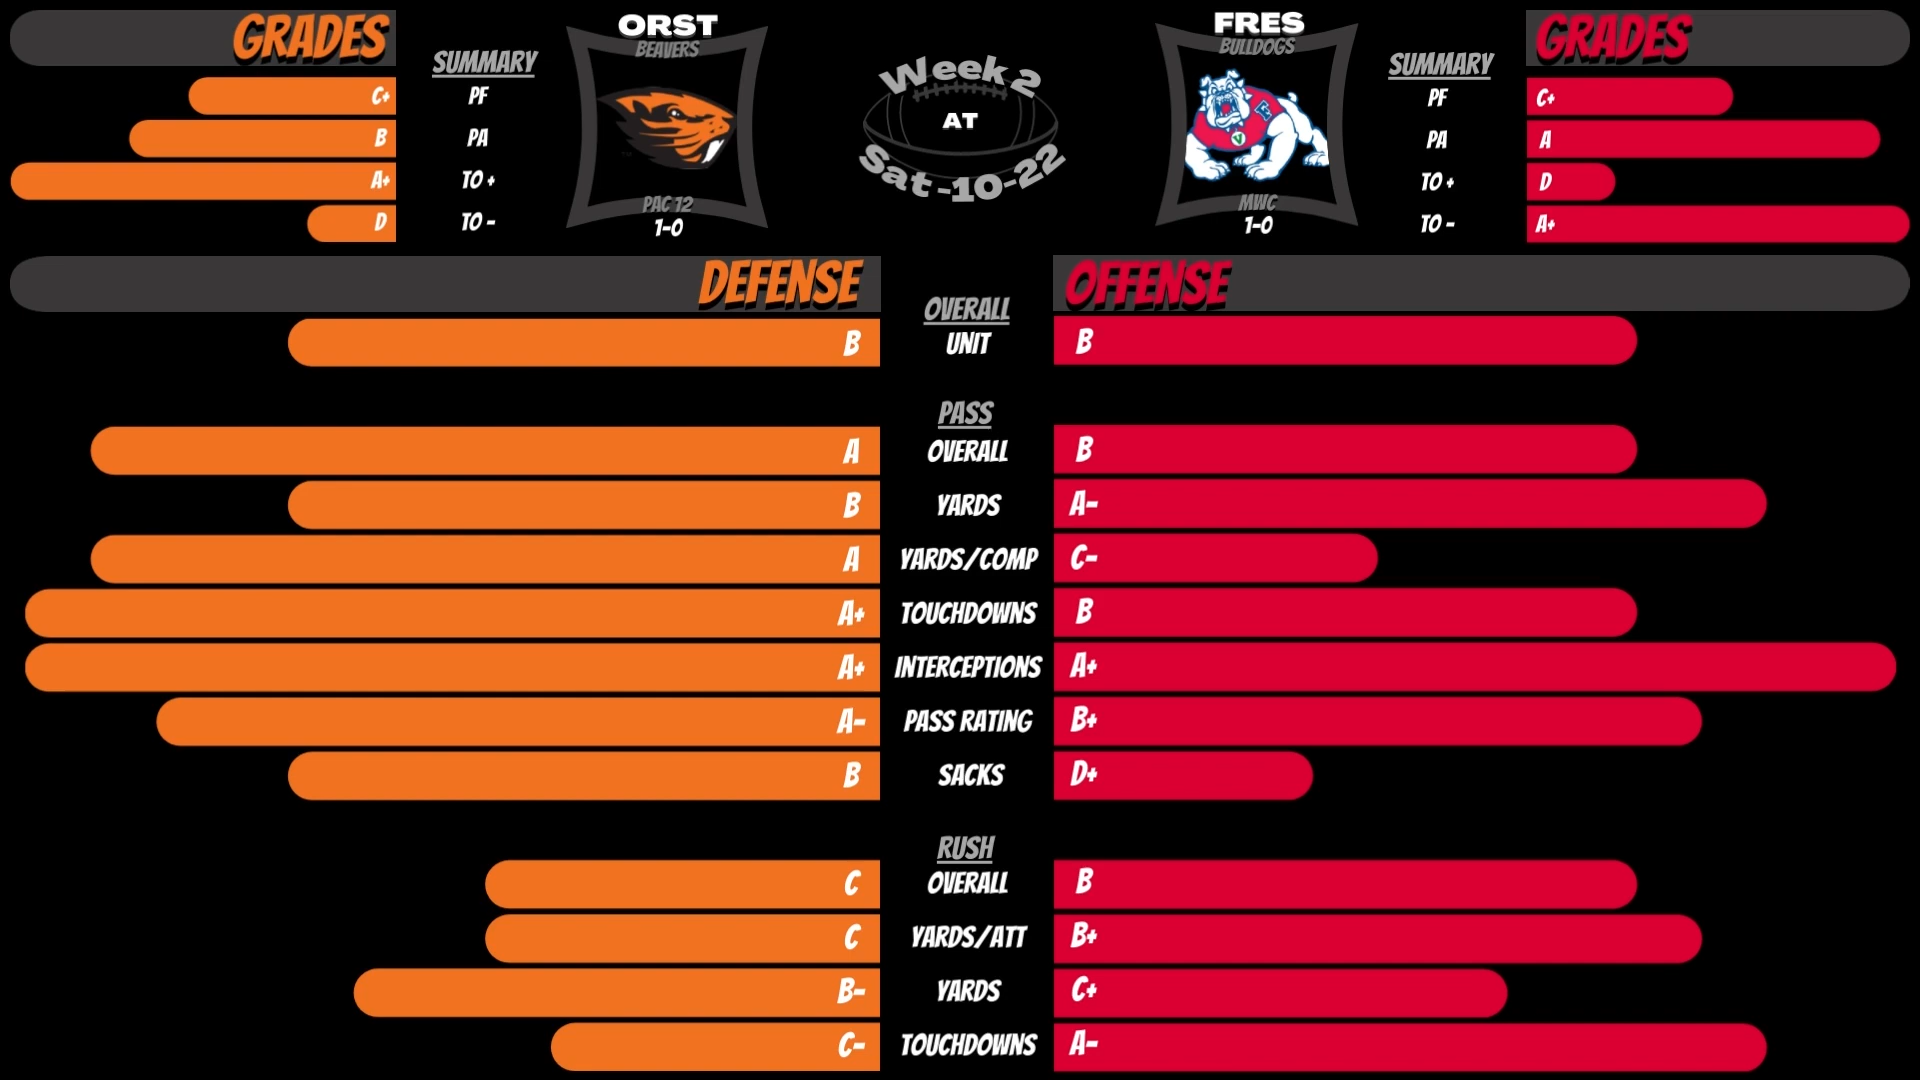 GRADES
SUMMARY
C+ PF
B PA
A+ TO +
D TO -
ORST
BEAVERS
PAC 12
1-0
Week 2
AT
Sat-10-22
FRES
BULLDOGS
MWC
1-0
GRADES
SUMMARY
PF C+
PA A
TO + D
TO - A+
DEFENSE OFFENSE
OVERALL
B UNIT B
PASS
A OVERALL B
B YARDS A-
A YARDS/COMP C-
A+ TOUCHDOWNS B
A+ INTERCEPTIONS A+
A- PASS RATING B+
B SACKS D+
RUSH
C OVERALL B
C YARDS/ATT B+
B- YARDS C+
C- TOUCHDOWNS A-